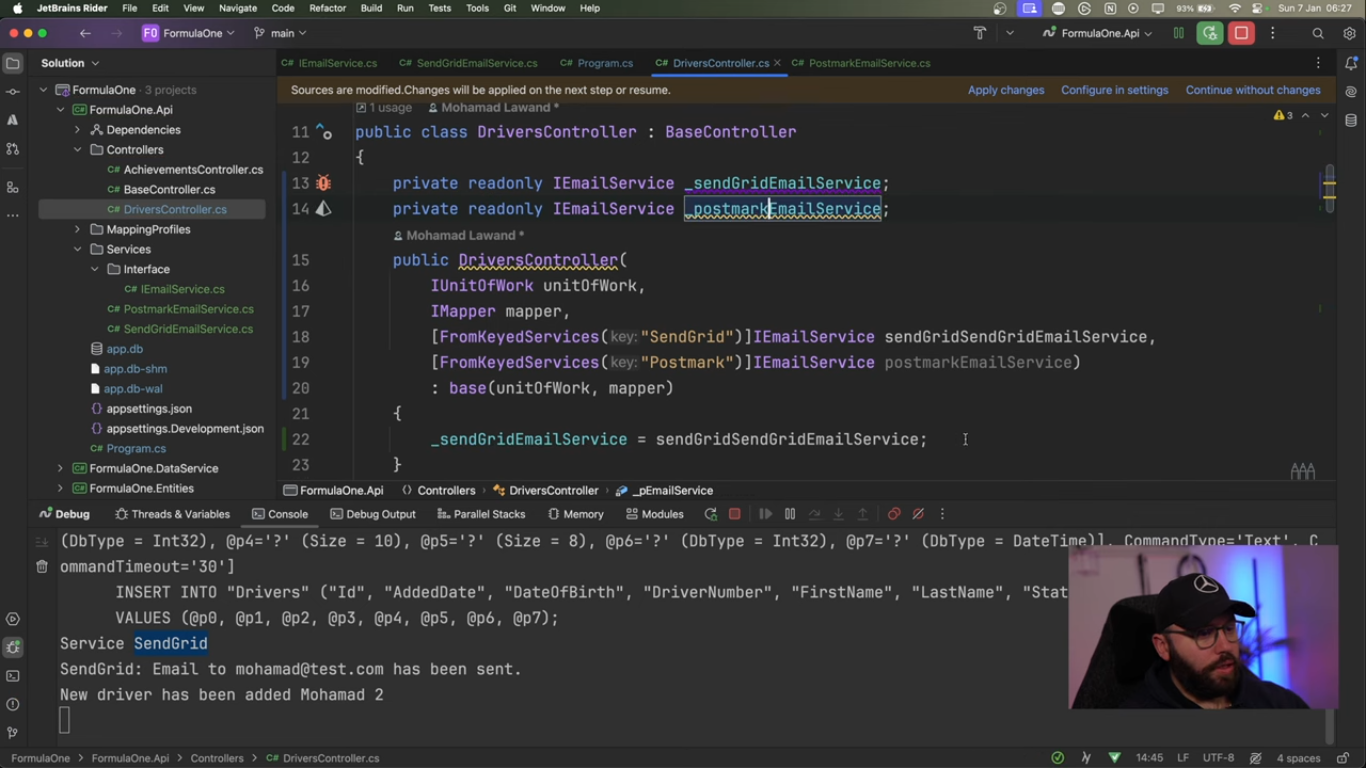 JetBrains Rider File Edit View Navigate Code Refactor Build Run Tests Tools Git Window Help 93% Sun 7 Jan 06:27
F0 FormulaOne main FormulaOne.Api
Solution
IEmailService.cs SendGridEmailService.cs Program.cs DriversController.cs PostmarkEmailService.cs
FormulaOne 3 projects
FormulaOne.Api
Dependencies
Controllers
C# AchievementsController.cs
C# BaseController.cs
C# DriversController.cs
MappingProfiles
Services
Interface
C# IEmailService.cs
C# PostmarkEmailService.cs
C# SendGridEmailService.cs
app.db
app.db-shm
app.db-wal
appsettings.json
appsettings.Development.json
C# Program.cs
FormulaOne.DataService
FormulaOne.Entities
Sources are modified.Changes will be applied on the next step or resume. Apply changes Configure in settings Continue without changes
1 usage Mohamad Lawand *
3
11 public class DriversController : BaseController
12 {
13 private readonly IEmailService _sendGridEmailService;
14 private readonly IEmailService _postmarkEmailService;
Mohamad Lawand *
15 public DriversController(
16 IUnitOfWork unitOfWork,
17 IMapper mapper,
18 [FromKeyedServices( key: "SendGrid")]IEmailService sendGridSendGridEmailService,
19 [FromKeyedServices( key: "Postmark")]IEmailService postmarkEmailService)
20 : base(unitOfWork, mapper)
21 {
22 _sendGridEmailService = sendGridSendGridEmailService;
23 }
FormulaOne.Api Controllers DriversController _pEmailService
Debug Threads & Variables Console Debug Output Parallel Stacks Memory Modules
(DbType = Int32), @p4='?' (Size = 10), @p5='?' (Size = 8), @p6='?' (DbType = Int32), @p7='?' (DbType = DateTime)], CommandType='Text', C
ommandTimeout='30']
INSERT INTO "Drivers" ("Id", "AddedDate", "DateOfBirth", "DriverNumber", "FirstName", "LastName", "Stat
VALUES (@p0, @p1, @p2, @p3, @p4, @p5, @p6, @p7);
Service SendGrid
SendGrid: Email to mohamad@test.com has been sent.
New driver has been added Mohamad 2
FormulaOne FormulaOne.Api Controllers C# DriversController.cs 14:45 LF UTF-8 4 spaces